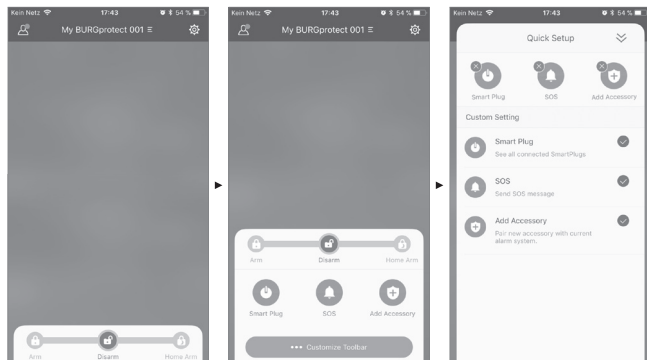 Kein Netz 17:43 54 %
My BURGprotect 001
Arm Disarm Home Arm
Kein Netz 17:43 54 %
My BURGprotect 001
Arm Disarm Home Arm
Smart Plug SOS Add Accessory
••• Customize Toolbar
Kein Netz 17:43 54 %
Quick Setup
Smart Plug SOS Add Accessory
Custom Setting
Smart Plug
See all connected SmartPlugs
SOS
Send SOS message
Add Accessory
Pair new accessory with current
alarm system.